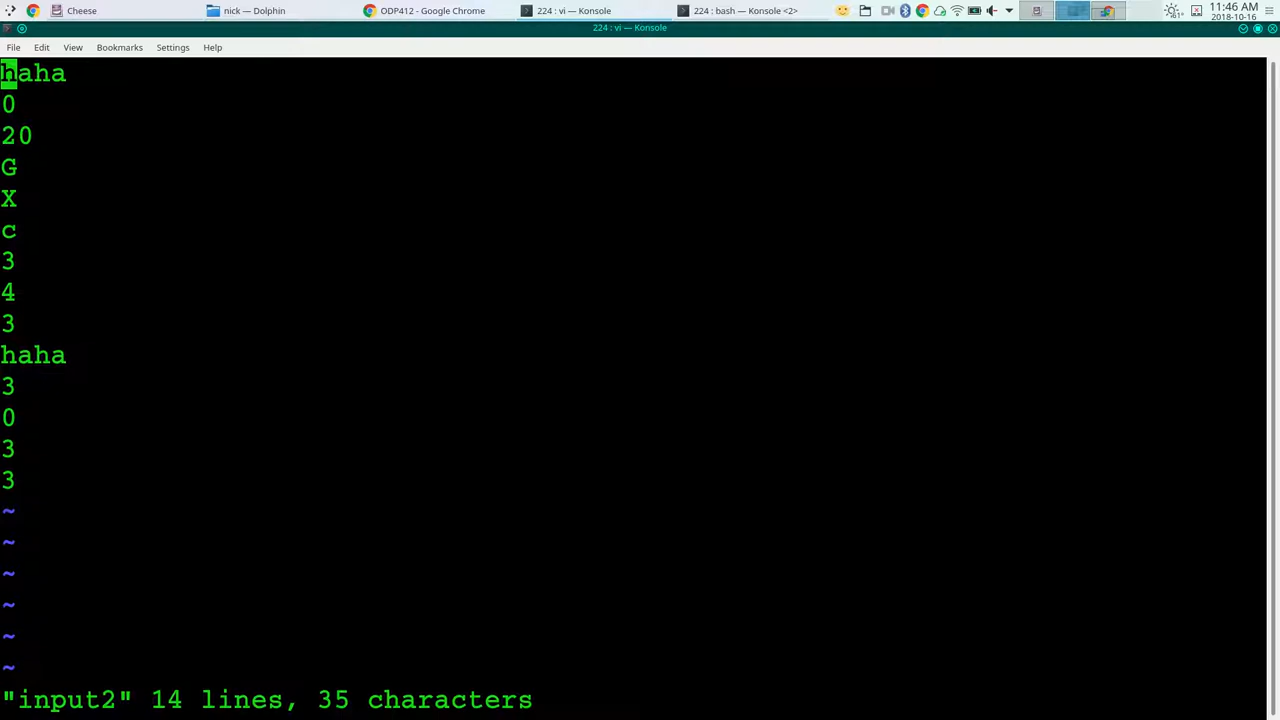 Cheese
nick — Dolphin
ODP412 - Google Chrome
224 : vi — Konsole
224 : bash — Konsole <2>
11:46 AM
2018-10-16
224 : vi — Konsole
File Edit View Bookmarks Settings Help
haha
0
20
G
X
c
3
4
3
haha
3
0
3
3
~
~
~
~
~
~
"input2" 14 lines, 35 characters